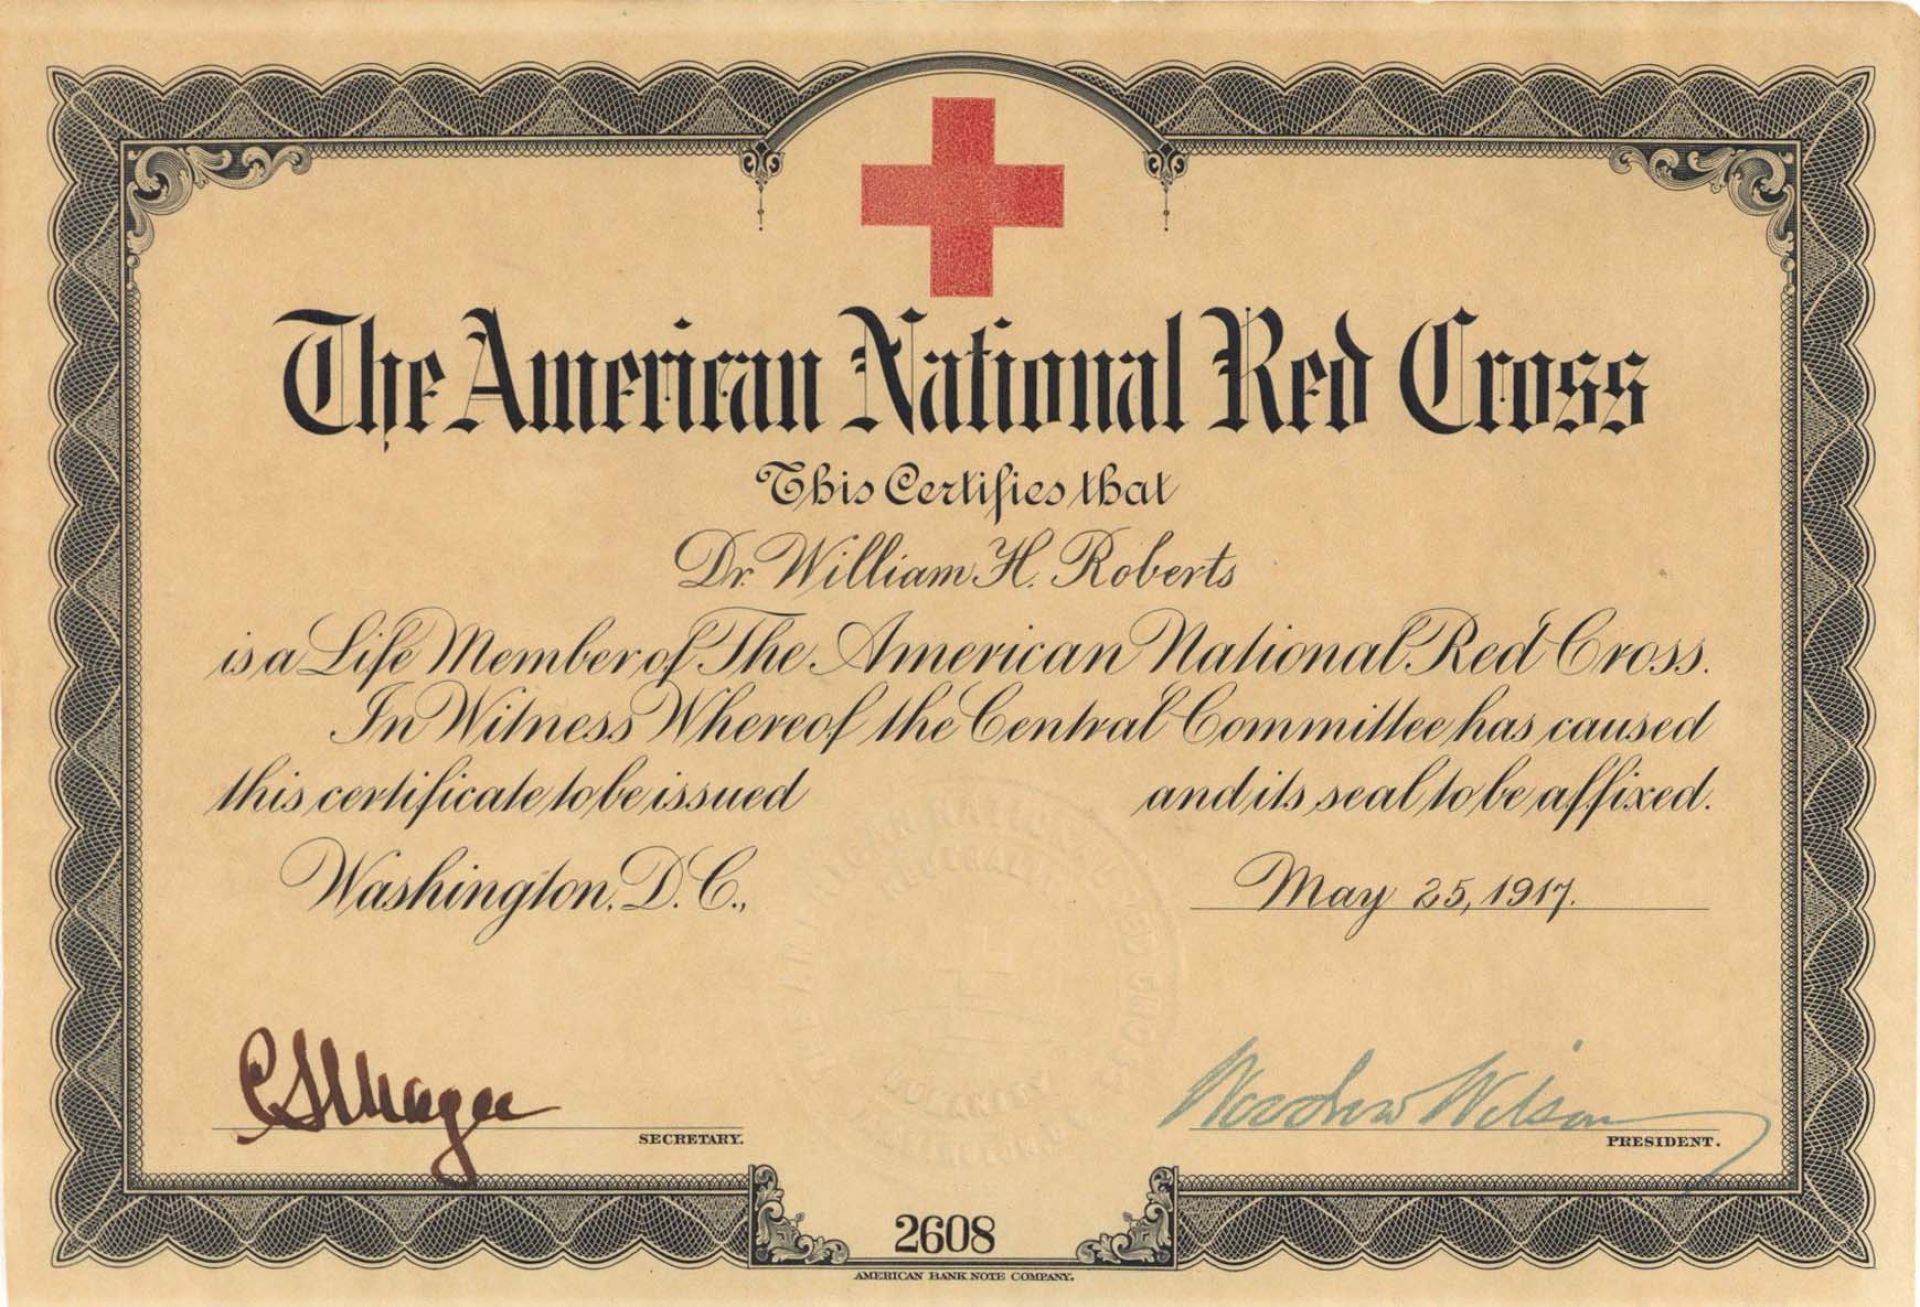 The American National Red Cross
This Certifies that
Dr. William H. Roberts
is a Life Member of The American National Red Cross.
In Witness Whereof the Central Committee has caused
this certificate to be issued and its seal to be affixed.
Washington, D.C., May 25, 1917.
C S Magee
SECRETARY.
Woodrow Wilson
PRESIDENT.
2608
AMERICAN BANK NOTE COMPANY.